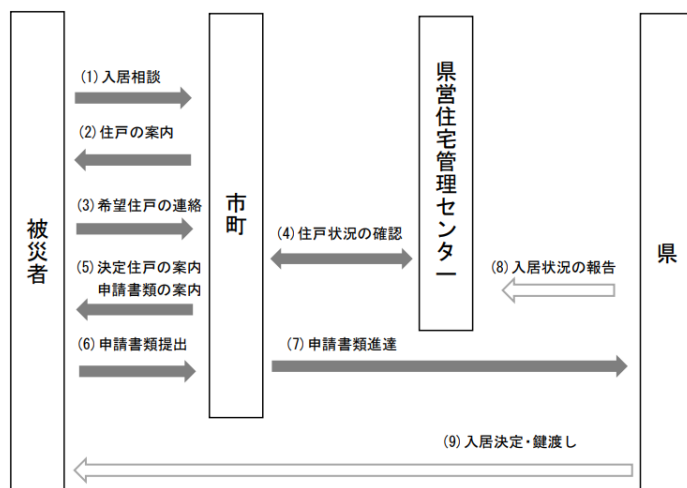 (1)入居相談
(2)住戸の案内
(3)希望住戸の連絡
(4)住戸状況の確認
(5)決定住戸の案内
申請書類の案内
(6)申請書類提出
(7)申請書類進達
(8)入居状況の報告
(9)入居決定・鍵渡し
被災者
市町
県営住宅管理センター
県